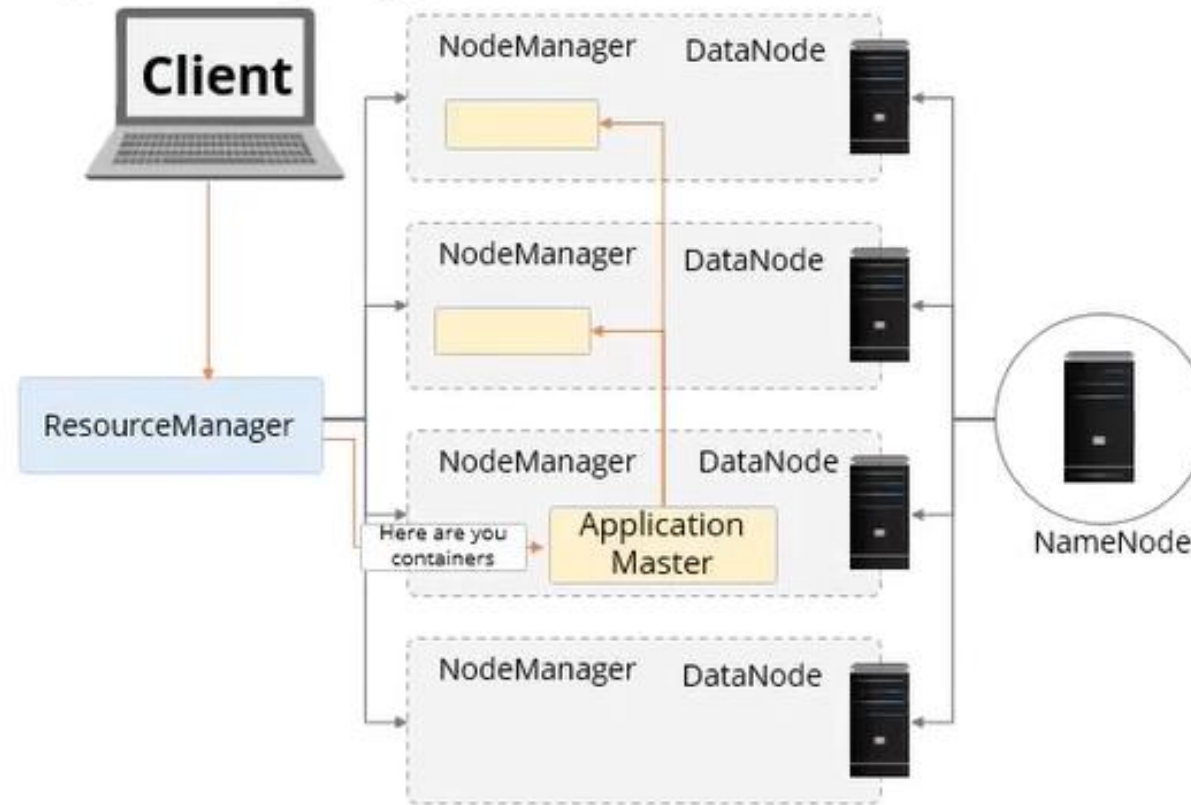 Client
NodeManager DataNode
NodeManager DataNode
ResourceManager
NodeManager DataNode
Here are you
containers
Application
Master
NameNode
NodeManager DataNode